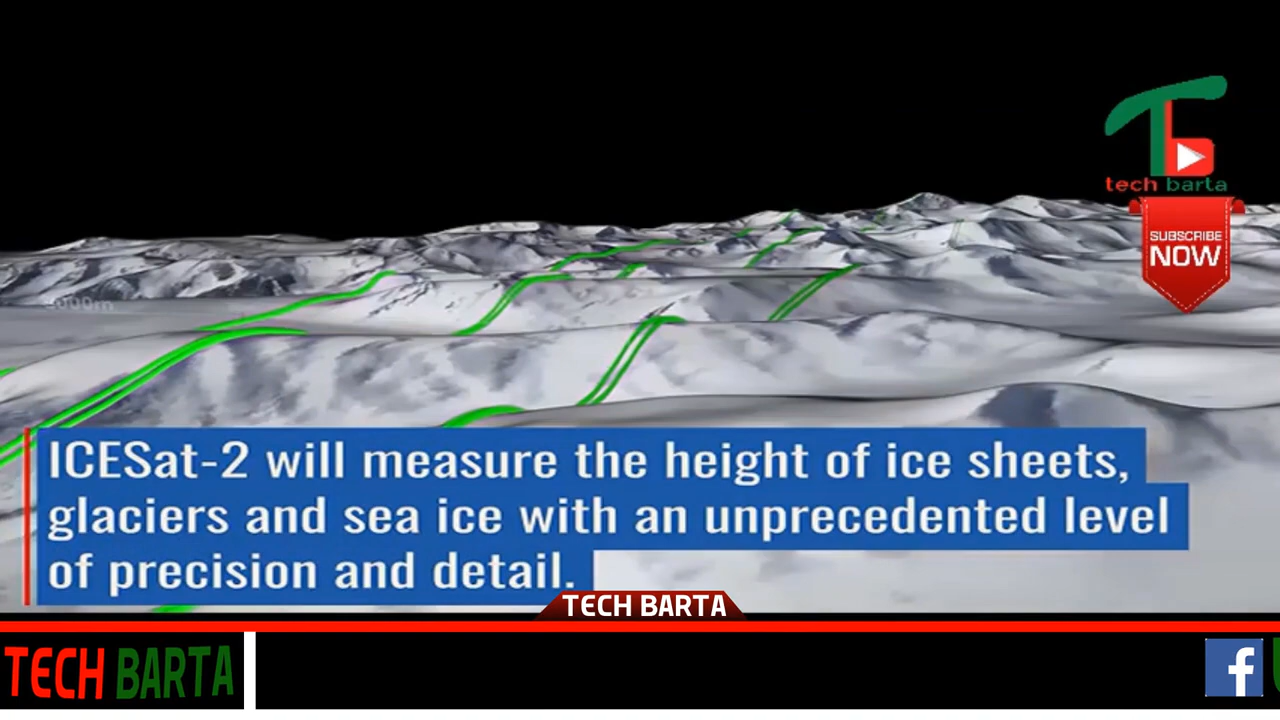 tech barta
SUBSCRIBE
NOW
ICESat-2 will measure the height of ice sheets,
glaciers and sea ice with an unprecedented level
of precision and detail.
TECH BARTA
TECH BARTA
f